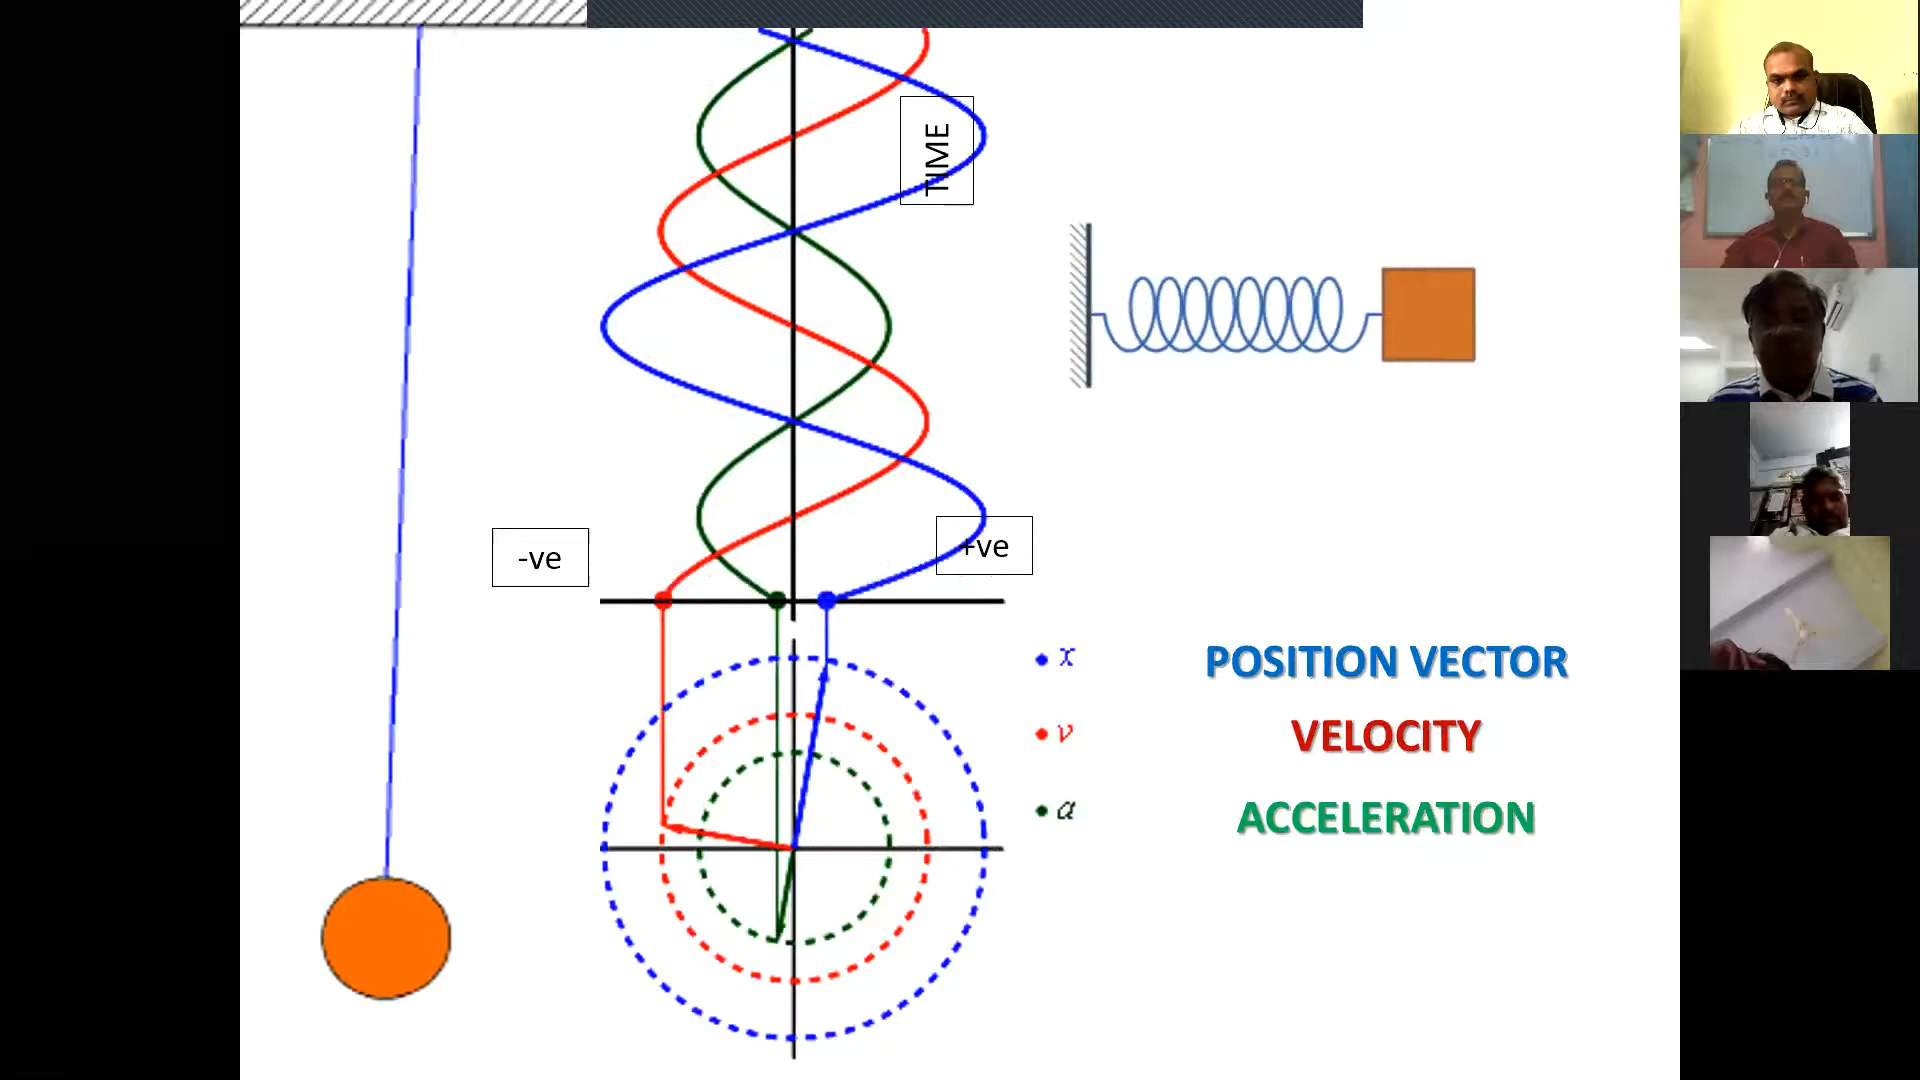 TIME
-ve
+ve
x
POSITION VECTOR
v
VELOCITY
a
ACCELERATION